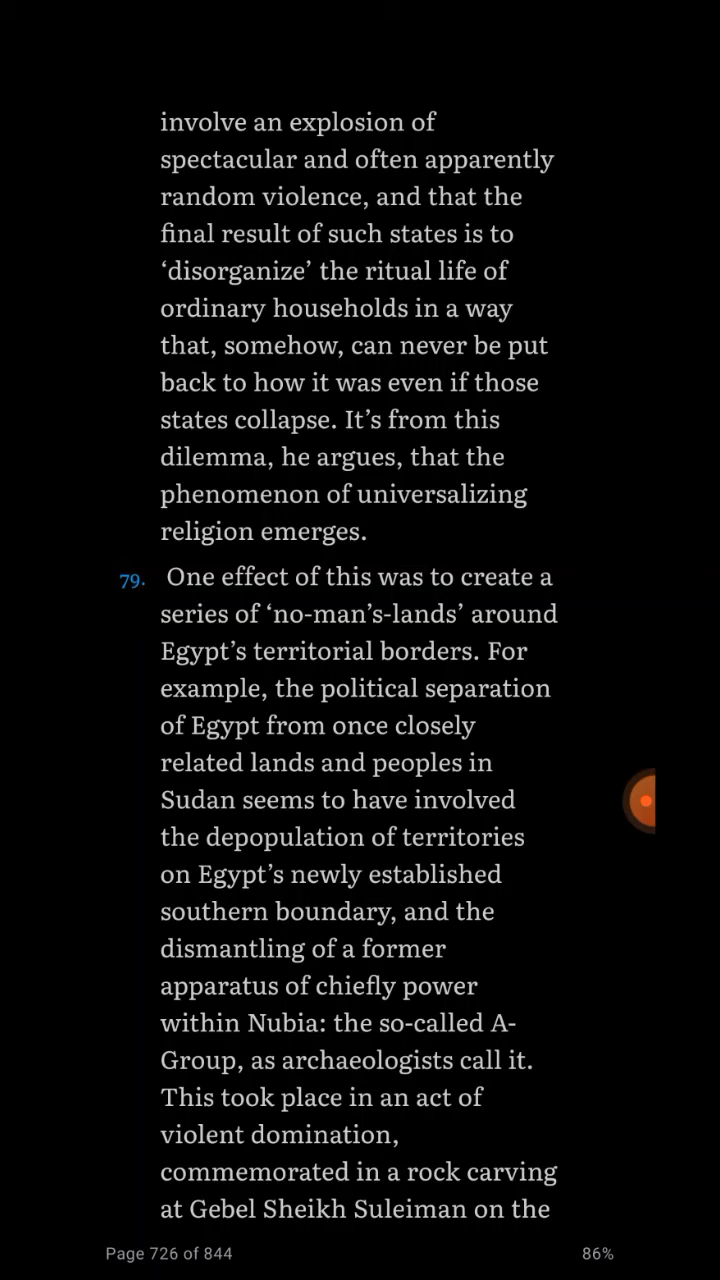 involve an explosion of
spectacular and often apparently
random violence, and that the
final result of such states is to
‘disorganize’ the ritual life of
ordinary households in a way
that, somehow, can never be put
back to how it was even if those
states collapse. It’s from this
dilemma, he argues, that the
phenomenon of universalizing
religion emerges.
79. One effect of this was to create a
series of ‘no-man’s-lands’ around
Egypt’s territorial borders. For
example, the political separation
of Egypt from once closely
related lands and peoples in
Sudan seems to have involved
the depopulation of territories
on Egypt’s newly established
southern boundary, and the
dismantling of a former
apparatus of chiefly power
within Nubia: the so-called A-
Group, as archaeologists call it.
This took place in an act of
violent domination,
commemorated in a rock carving
at Gebel Sheikh Suleiman on the
Page 726 of 844 86%